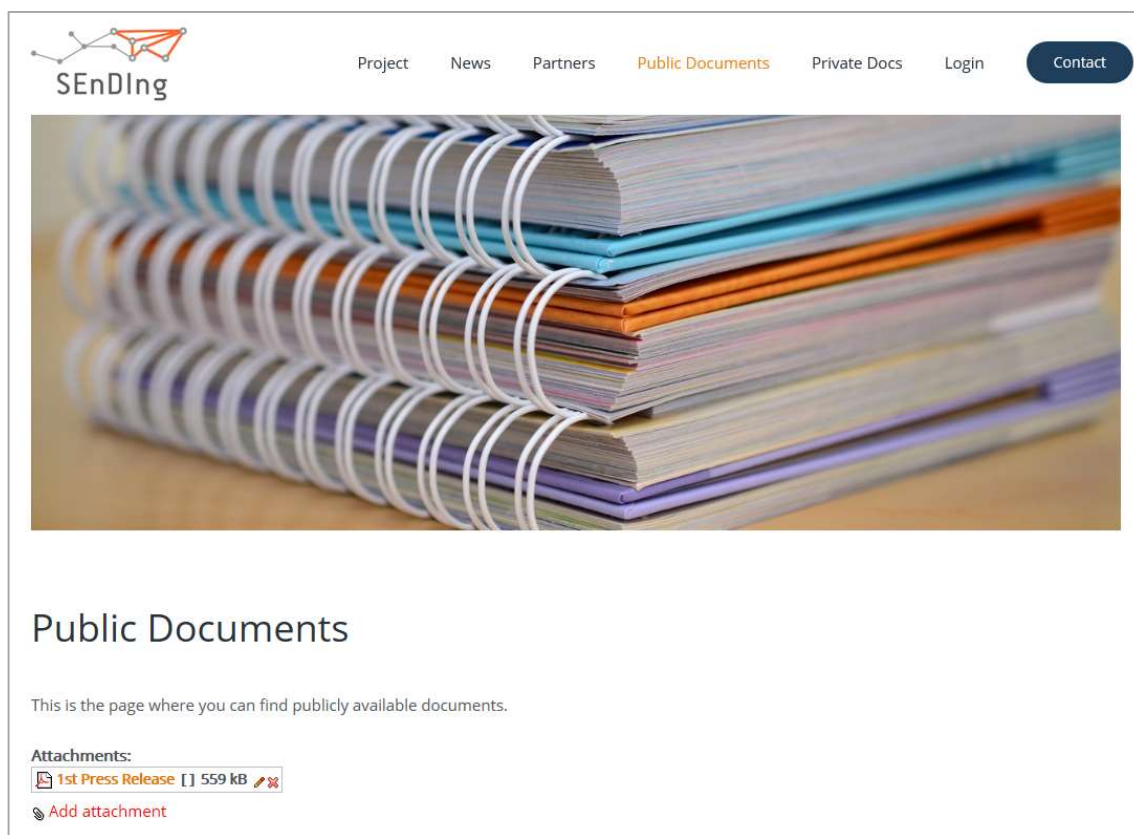 SEnDIng
Project News Partners Public Documents Private Docs Login Contact
Public Documents
This is the page where you can find publicly available documents.
Attachments:
1st Press Release [ ] 559 kB
Add attachment